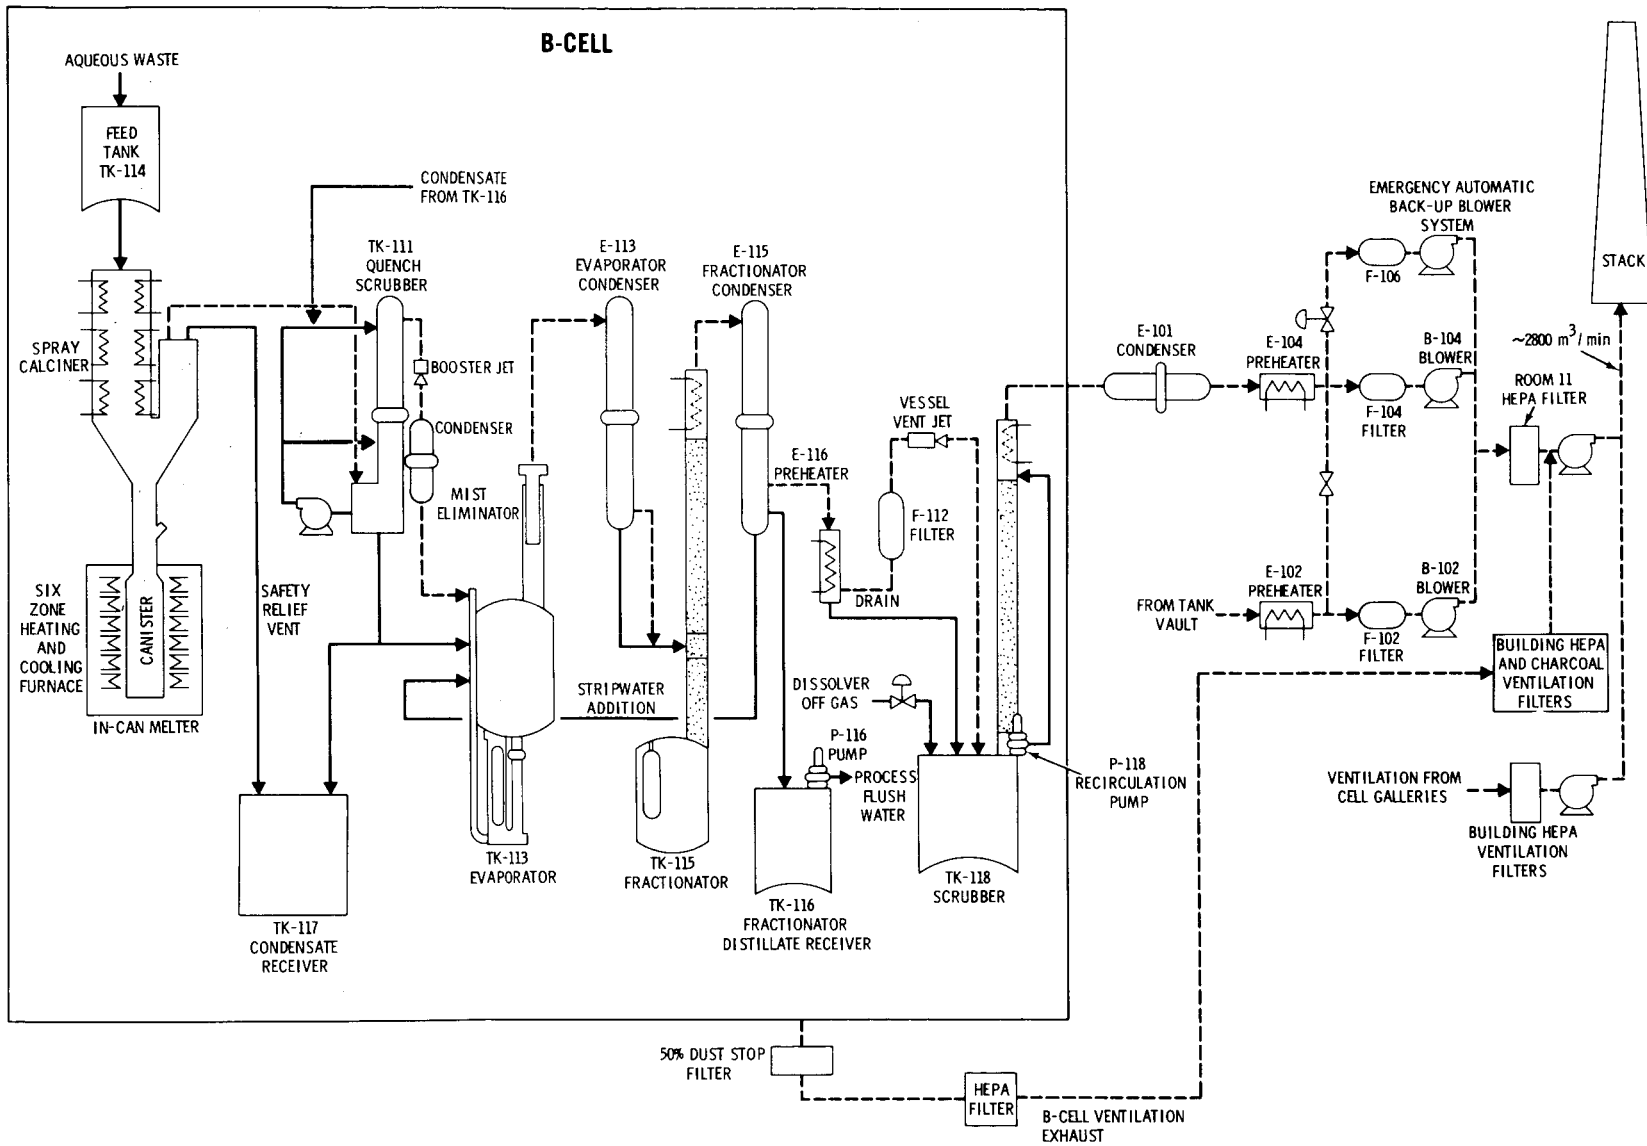 B-CELL
AQUEOUS WASTE
FEED
TANK
TK-114
CONDENSATE
FROM TK-116
TK-111
QUENCH
SCRUBBER
E-113
EVAPORATOR
CONDENSER
E-115
FRACTIONATOR
CONDENSER
SPRAY
CALCINER
BOOSTER JET
CONDENSER
MIST
ELIMINATOR
E-116
PREHEATER
VESSEL
VENT JET
F-112
FILTER
DRAIN
SIX
ZONE
HEATING
AND
COOLING
FURNACE
CANISTER
IN-CAN MELTER
SAFETY
RELIEF
VENT
STRIPWATER
ADDITION
DISSOLVER
OFF GAS
P-116
PUMP
PROCESS
FLUSH
WATER
P-118
RECIRCULATION
PUMP
TK-117
CONDENSATE
RECEIVER
TK-113
EVAPORATOR
TK-115
FRACTIONATOR
TK-116
FRACTIONATOR
DISTILLATE RECEIVER
TK-118
SCRUBBER
E-101
CONDENSER
E-104
PREHEATER
EMERGENCY AUTOMATIC
BACK-UP BLOWER
SYSTEM
F-106
B-104
BLOWER
F-104
FILTER
STACK
~2800 m³/min
ROOM 11
HEPA FILTER
FROM TANK
VAULT
E-102
PREHEATER
B-102
BLOWER
F-102
FILTER
BUILDING HEPA
AND CHARCOAL
VENTILATION
FILTERS
VENTILATION FROM
CELL GALLERIES
BUILDING HEPA
VENTILATION
FILTERS
50% DUST STOP
FILTER
HEPA
FILTER
B-CELL VENTILATION
EXHAUST